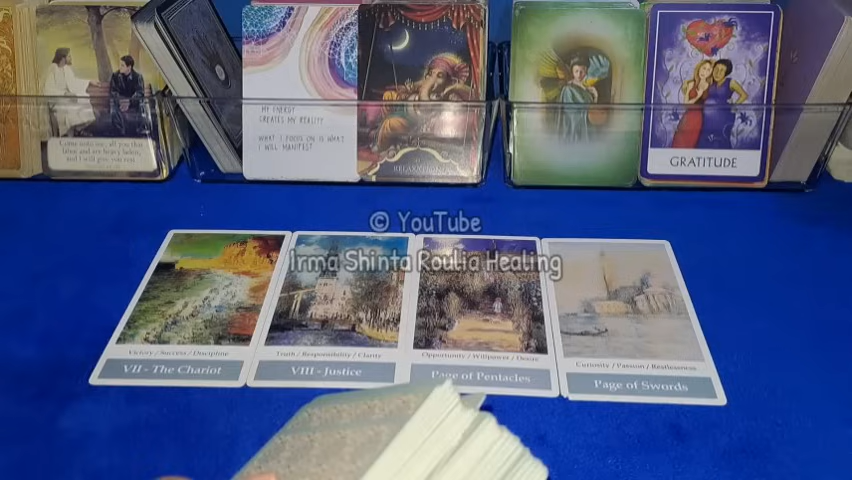 Come unto me, all you that
labor and are heavy laden,
and I will give you rest
MY ENERGY
CREATES MY REALITY.
WHAT I FOCUS ON IS WHAT
I WILL MANIFEST
GRATITUDE
© YouTube
Irma Shinta Roulia Healing
Victory / Success / Discipline
VII - The Chariot
Truth / Responsibility / Clarity
VIII - Justice
Opportunity / Willpower / Desire
Page of Pentacles
Curiosity / Passion / Restlessness
Page of Swords